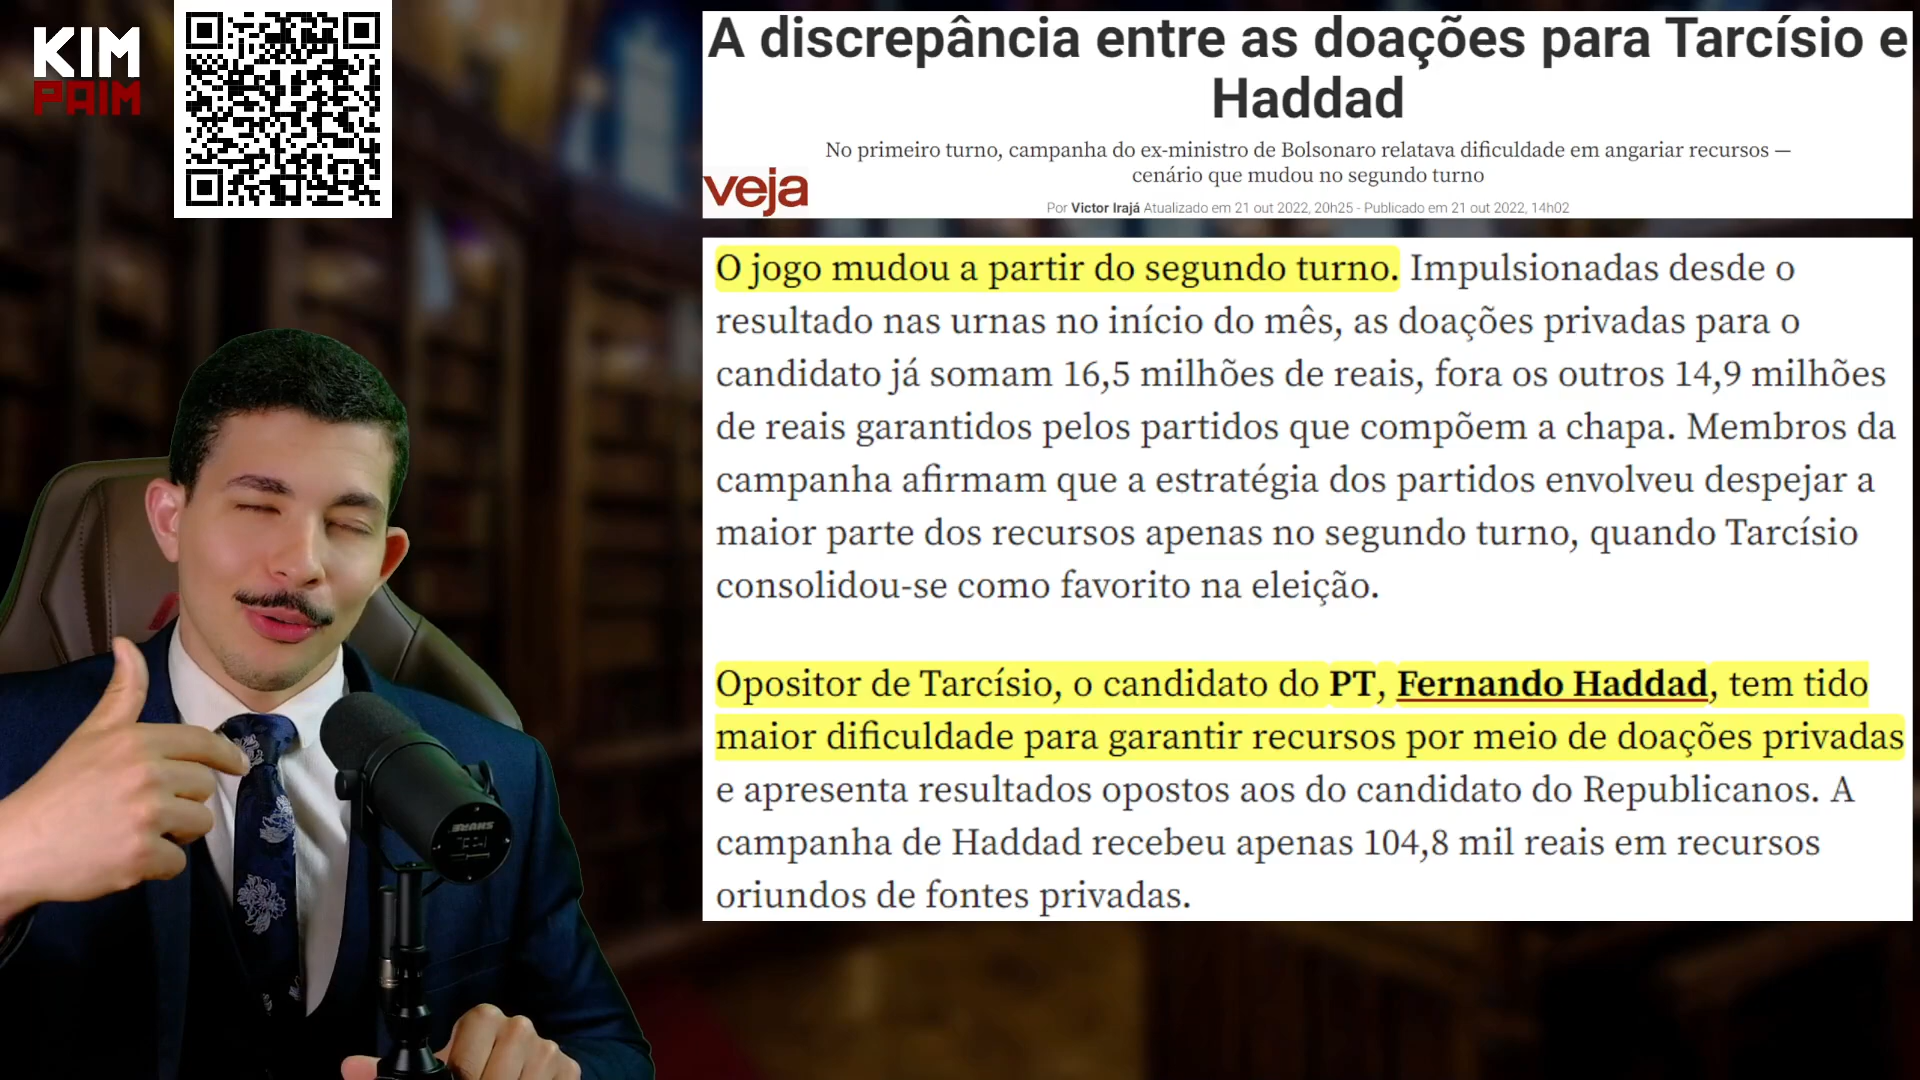 KIM
PAIM
A discrepância entre as doações para Tarcísio e
Haddad
No primeiro turno, campanha do ex-ministro de Bolsonaro relatava dificuldade em angariar recursos —
cenário que mudou no segundo turno
veja
Por Victor Irajá Atualizado em 21 out 2022, 20h25 - Publicado em 21 out 2022, 14h02
O jogo mudou a partir do segundo turno. Impulsionadas desde o
resultado nas urnas no início do mês, as doações privadas para o
candidato já somam 16,5 milhões de reais, fora os outros 14,9 milhões
de reais garantidos pelos partidos que compõem a chapa. Membros da
campanha afirmam que a estratégia dos partidos envolveu despejar a
maior parte dos recursos apenas no segundo turno, quando Tarcísio
consolidou-se como favorito na eleição.
Opositor de Tarcísio, o candidato do PT, Fernando Haddad, tem tido
maior dificuldade para garantir recursos por meio de doações privadas
e apresenta resultados opostos aos do candidato do Republicanos. A
campanha de Haddad recebeu apenas 104,8 mil reais em recursos
oriundos de fontes privadas.
SHURE